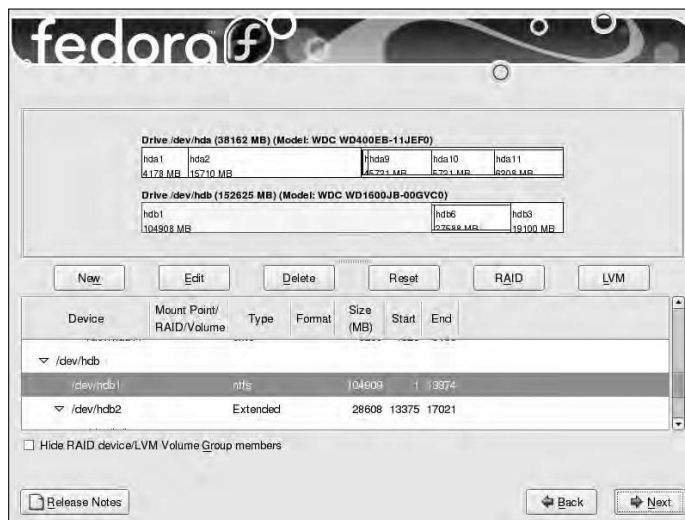 fedora
Drive /dev/hda (38162 MB) (Model: WDC WD400EB-11JEF0)
hda1 hda2 hda9 hda10 hda11
4178 MB 15710 MB 5721 MB 6208 MB
Drive /dev/hdb (152625 MB) (Model: WDC WD1600JB-00GVC0)
hdb1 hdb6 hdb3
104908 MB 27588 MB 19100 MB
New Edit Delete Reset RAID LVM
Device Mount Point/ RAID/Volume Type Format Size (MB) Start End
/dev/hdb
/dev/hdb1 ntfs 104909 1 13374
/dev/hdb2 Extended 28608 13375 17021
Hide RAID device/LVM Volume Group members
Release Notes Back Next